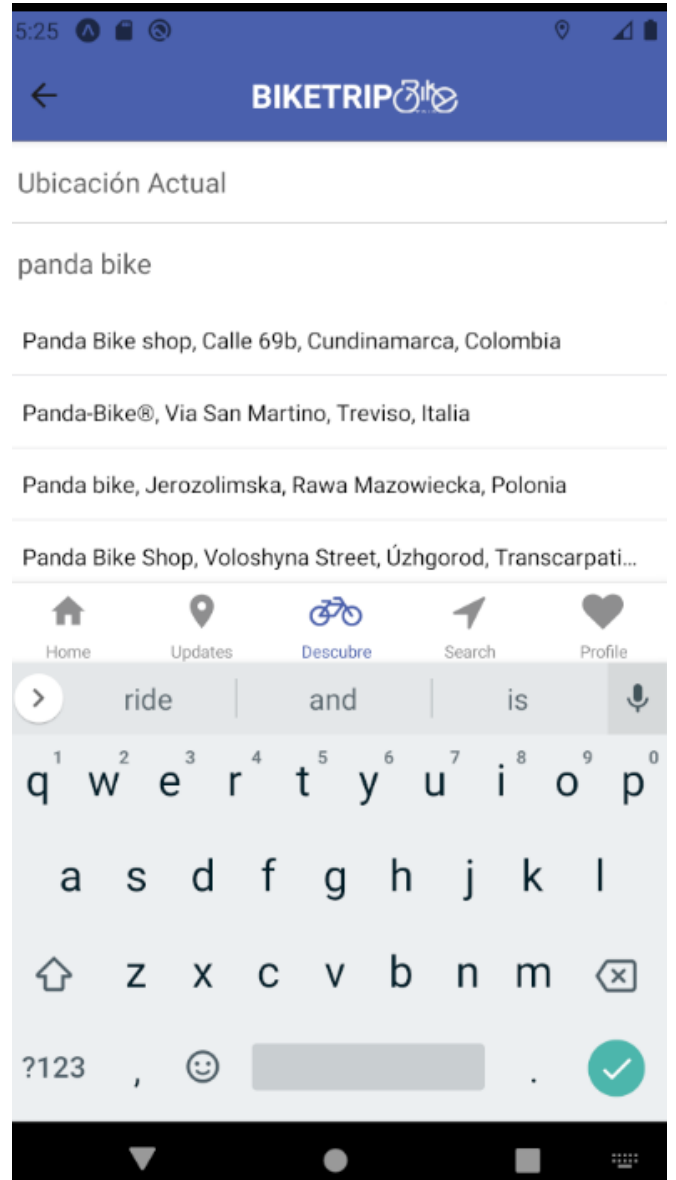 5:25
BIKETRIP
Ubicación Actual
panda bike
Panda Bike shop, Calle 69b, Cundinamarca, Colombia
Panda-Bike®, Via San Martino, Treviso, Italia
Panda bike, Jerozolimska, Rawa Mazowiecka, Polonia
Panda Bike Shop, Voloshyna Street, Úzhgorod, Transcarpati...
Home Updates Descubre Search Profile
ride and is
1 2 3 4 5 6 7 8 9 0
q w e r t y u i o p
a s d f g h j k l
z x c v b n m
?123 , .